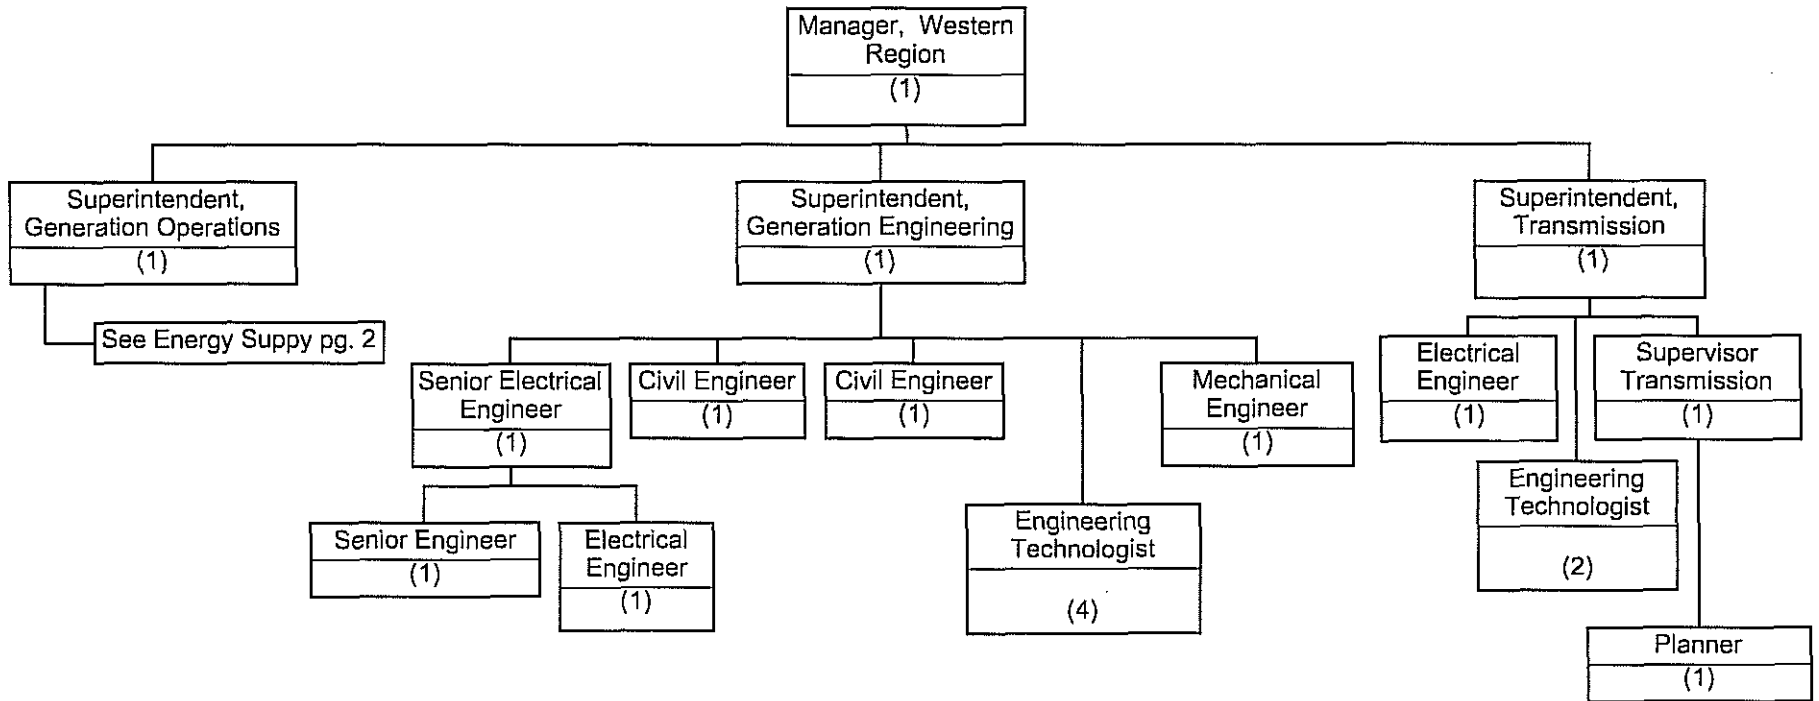 Manager, Western
Region
(1)
Superintendent,
Generation Operations
(1)
See Energy Suppy pg. 2
Superintendent,
Generation Engineering
(1)
Senior Electrical
Engineer
(1)
Senior Engineer
(1)
Electrical
Engineer
(1)
Civil Engineer
(1)
Civil Engineer
(1)
Engineering
Technologist
(4)
Mechanical
Engineer
(1)
Superintendent,
Transmission
(1)
Electrical
Engineer
(1)
Engineering
Technologist
(2)
Supervisor
Transmission
(1)
Planner
(1)